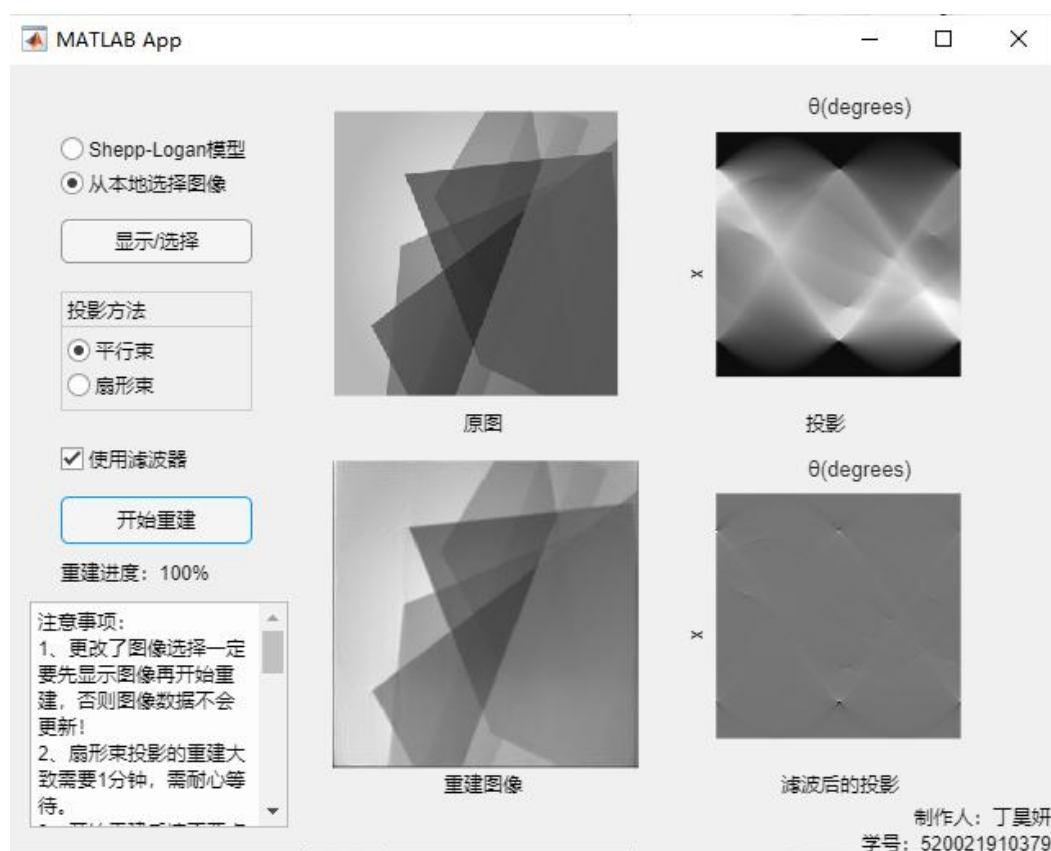 MATLAB App
Shepp-Logan模型
从本地选择图像
显示/选择
投影方法
平行束
扇形束
使用滤波器
开始重建
重建进度：100%
注意事项：
1、更改了图像选择一定
要先显示图像再开始重
建，否则图像数据不会
更新！
2、扇形束投影的重建大
致需要1分钟，需耐心等
待。
原图
θ(degrees)
x
投影
重建图像
θ(degrees)
x
滤波后的投影
制作人：丁昊妍
学号：520021910379